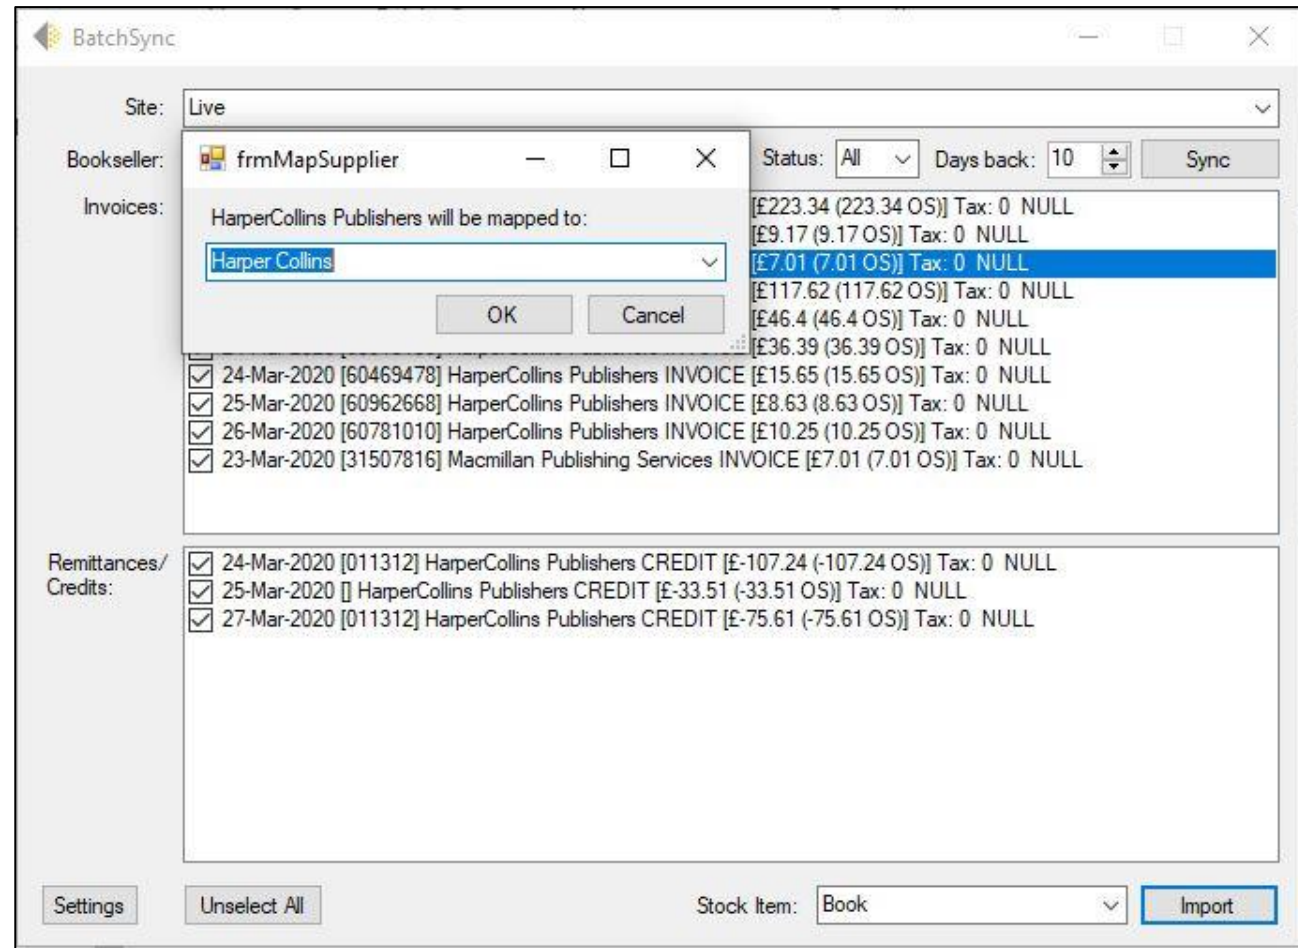 BatchSync
Site: Live
Bookseller: Status: All Days back: 10 Sync
frmMapSupplier
HarperCollins Publishers will be mapped to:
Harper Collins
OK Cancel
Invoices:
[£223.34 (223.34 OS)] Tax: 0 NULL
[£9.17 (9.17 OS)] Tax: 0 NULL
[£7.01 (7.01 OS)] Tax: 0 NULL
[£117.62 (117.62 OS)] Tax: 0 NULL
[£46.4 (46.4 OS)] Tax: 0 NULL
[£36.39 (36.39 OS)] Tax: 0 NULL
24-Mar-2020 [60469478] HarperCollins Publishers INVOICE [£15.65 (15.65 OS)] Tax: 0 NULL
25-Mar-2020 [60962668] HarperCollins Publishers INVOICE [£8.63 (8.63 OS)] Tax: 0 NULL
26-Mar-2020 [60781010] HarperCollins Publishers INVOICE [£10.25 (10.25 OS)] Tax: 0 NULL
23-Mar-2020 [31507816] Macmillan Publishing Services INVOICE [£7.01 (7.01 OS)] Tax: 0 NULL
Remittances/
Credits:
24-Mar-2020 [011312] HarperCollins Publishers CREDIT [£-107.24 (-107.24 OS)] Tax: 0 NULL
25-Mar-2020 [] HarperCollins Publishers CREDIT [£-33.51 (-33.51 OS)] Tax: 0 NULL
27-Mar-2020 [011312] HarperCollins Publishers CREDIT [£-75.61 (-75.61 OS)] Tax: 0 NULL
Settings Unselect All Stock Item: Book Import